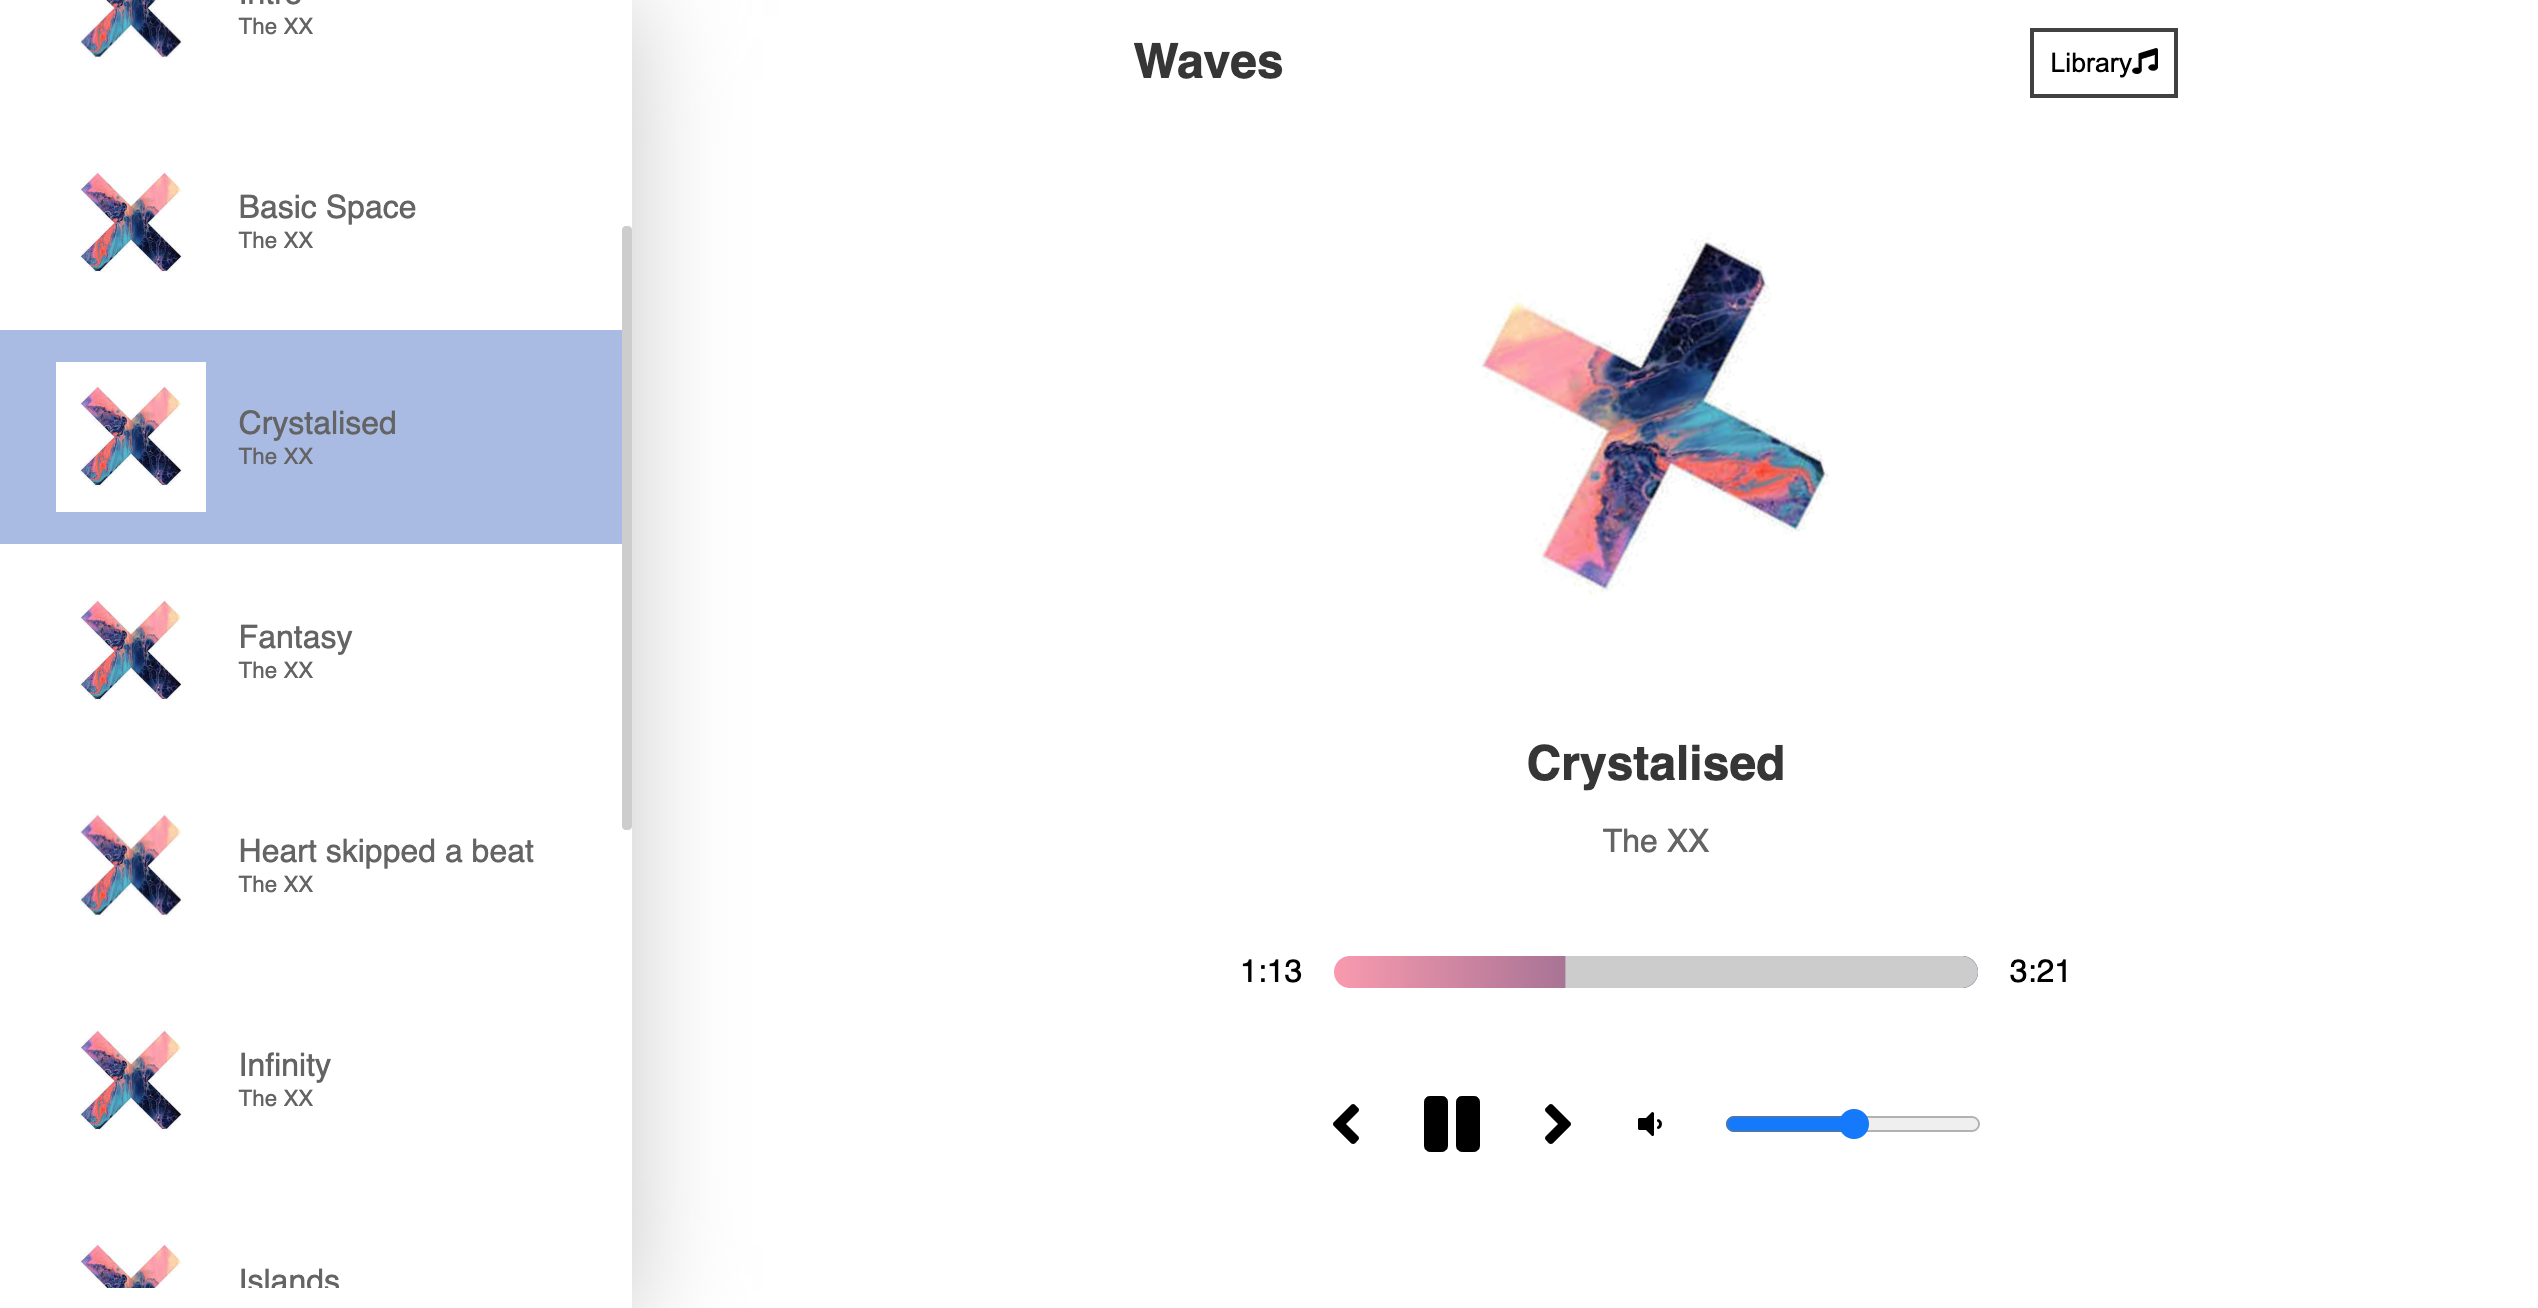 Intro
The XX
Basic Space
The XX
Crystalised
The XX
Fantasy
The XX
Heart skipped a beat
The XX
Infinity
The XX
Islands
Waves
Library
Crystalised
The XX
1:13
3:21